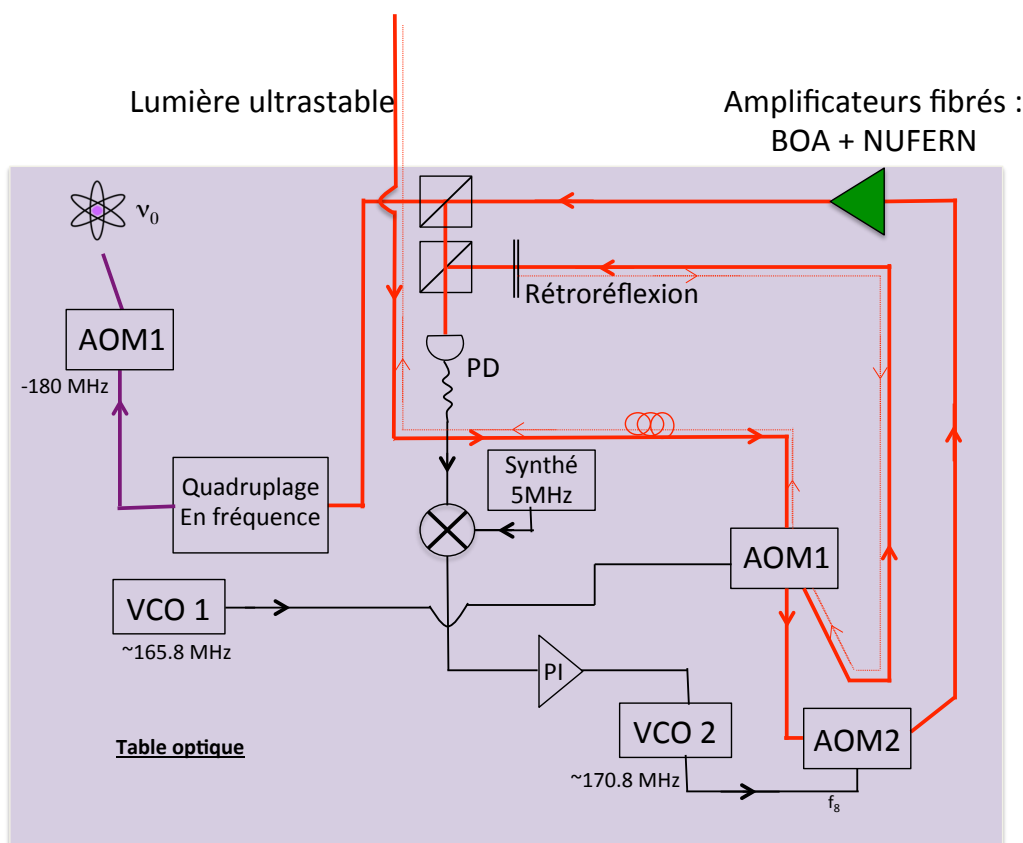 Lumière ultrastable
Amplificateurs fibrés :
BOA + NUFERN
ν0
Rétroréflexion
AOM1
-180 MHz
PD
Synthé
5MHz
Quadruplage
En fréquence
AOM1
VCO 1
~165.8 MHz
PI
VCO 2
AOM2
Table optique
~170.8 MHz
f8